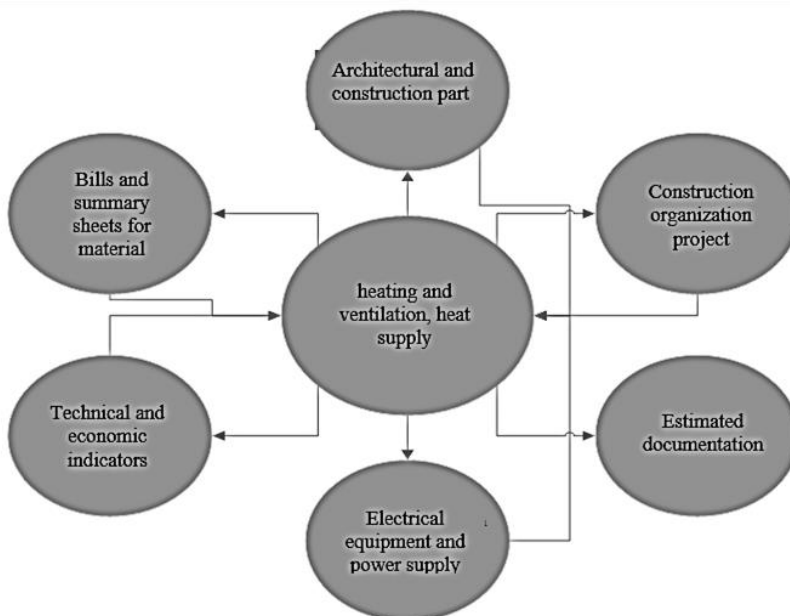 Architectural and
construction part
Bills and
summary
sheets for
material
Construction
organization
project
heating and
ventilation, heat
supply
Technical and
economic
indicators
Estimated
documentation
Electrical
equipment and
power supply